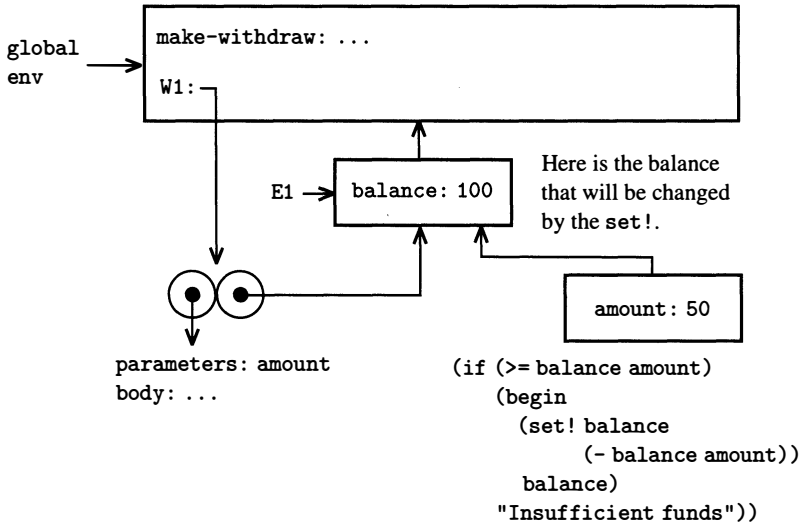 global
env
make-withdraw: ...
W1:
E1
balance: 100
Here is the balance
that will be changed
by the set!.
amount: 50
parameters: amount
body: ...
(if (>= balance amount)
(begin
(set! balance
(- balance amount))
balance)
"Insufficient funds"))